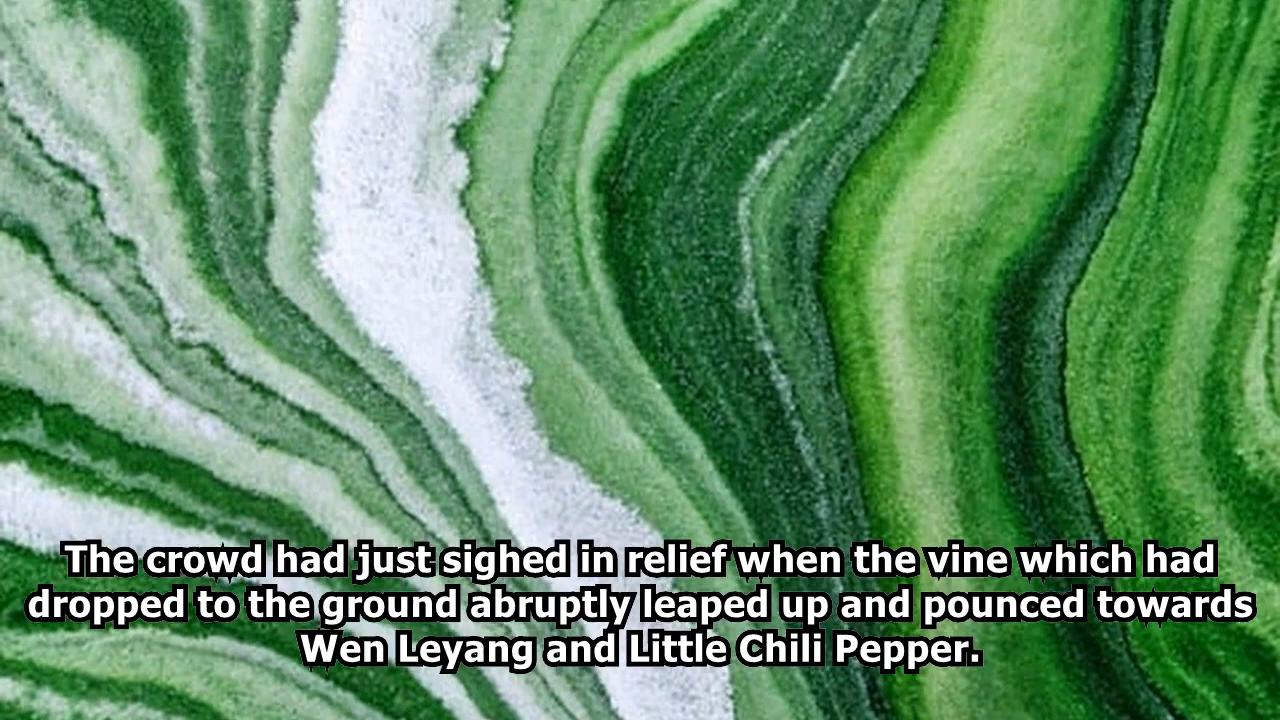 The crowd had just sighed in relief when the vine which had
dropped to the ground abruptly leaped up and pounced towards
Wen Leyang and Little Chili Pepper.